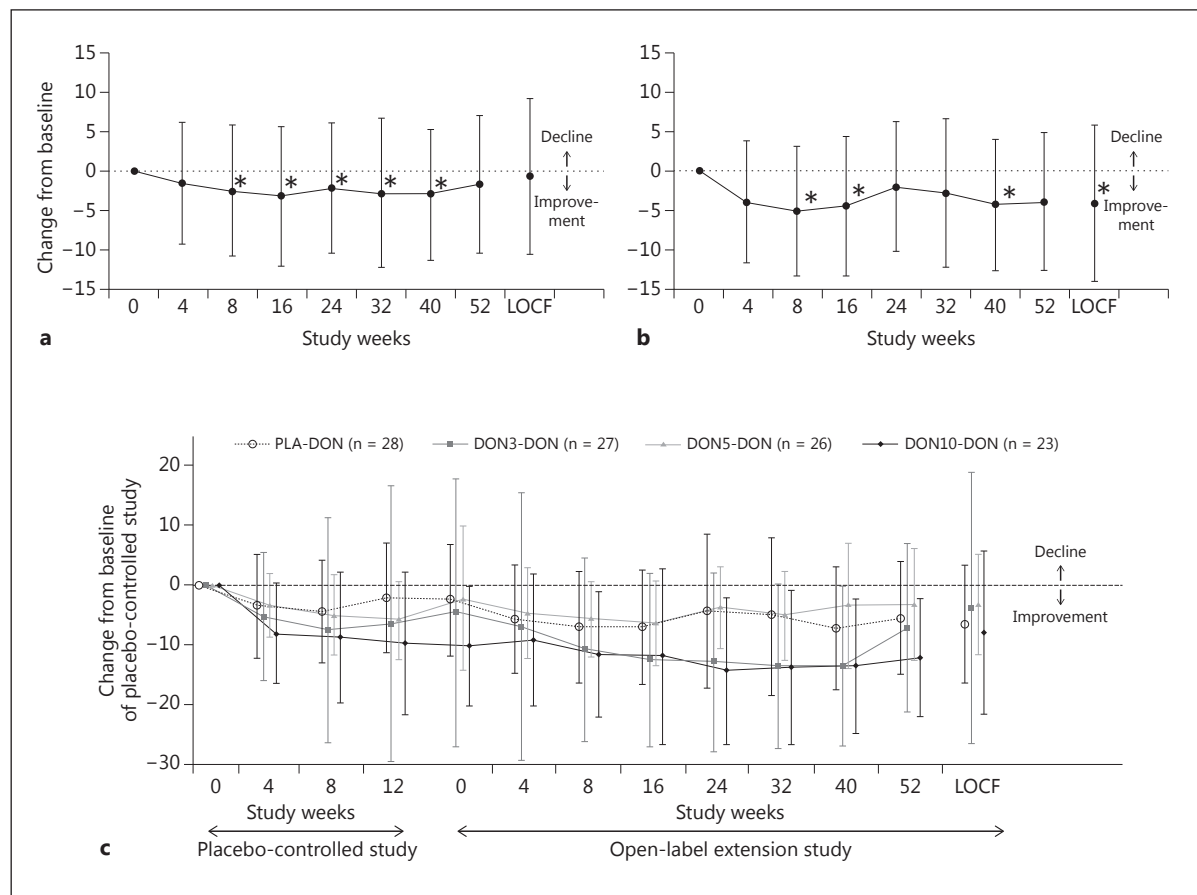 15
10
5
0
−5
−10
−15
Change from baseline
Decline
Improve-
ment
* * * * *
0 4 8 16 24 32 40 52 LOCF
a
Study weeks
15
10
5
0
−5
−10
−15
Decline
Improve-
ment
* * * *
0 4 8 16 24 32 40 52 LOCF
b
Study weeks
PLA-DON (n = 28) DON3-DON (n = 27) DON5-DON (n = 26) DON10-DON (n = 23)
20
10
0
−10
−20
−30
Change from baseline
of placebo-controlled study
Decline
Improvement
0 4 8 12 0 4 8 16 24 32 40 52 LOCF
Study weeks Study weeks
c
Placebo-controlled study Open-label extension study